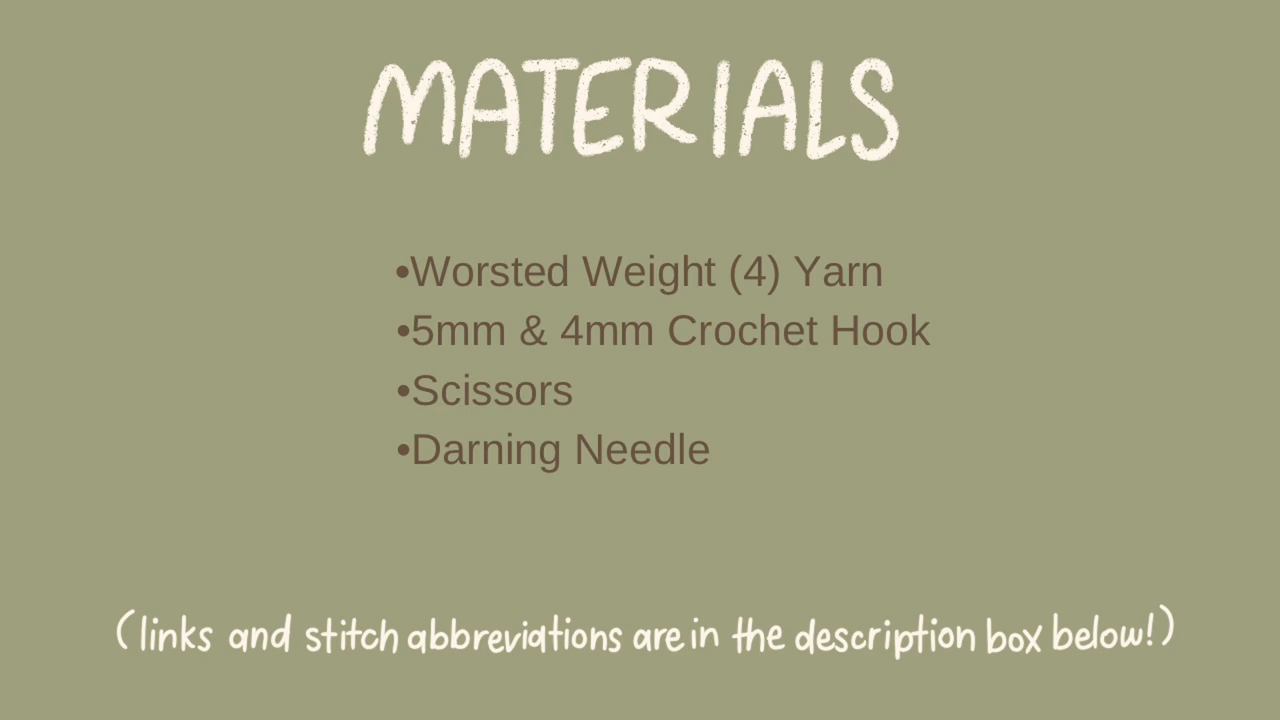 MATERIALS
•Worsted Weight (4) Yarn
•5mm & 4mm Crochet Hook
•Scissors
•Darning Needle
(links and stitch abbreviations are in the description box below!)